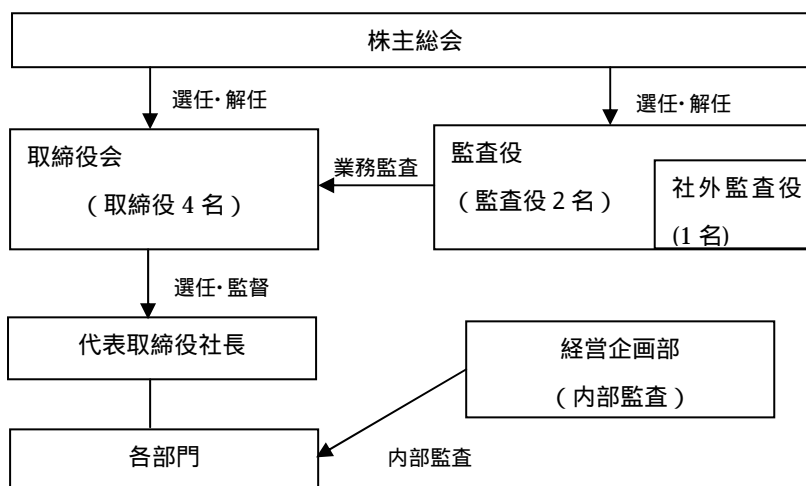 株主総会
選任・解任
選任・解任
取締役会
（取締役４名）
業務監査
監査役
（監査役２名）
社外監査役
(1 名)
選任・監督
代表取締役社長
経営企画部
（内部監査）
各部門
内部監査